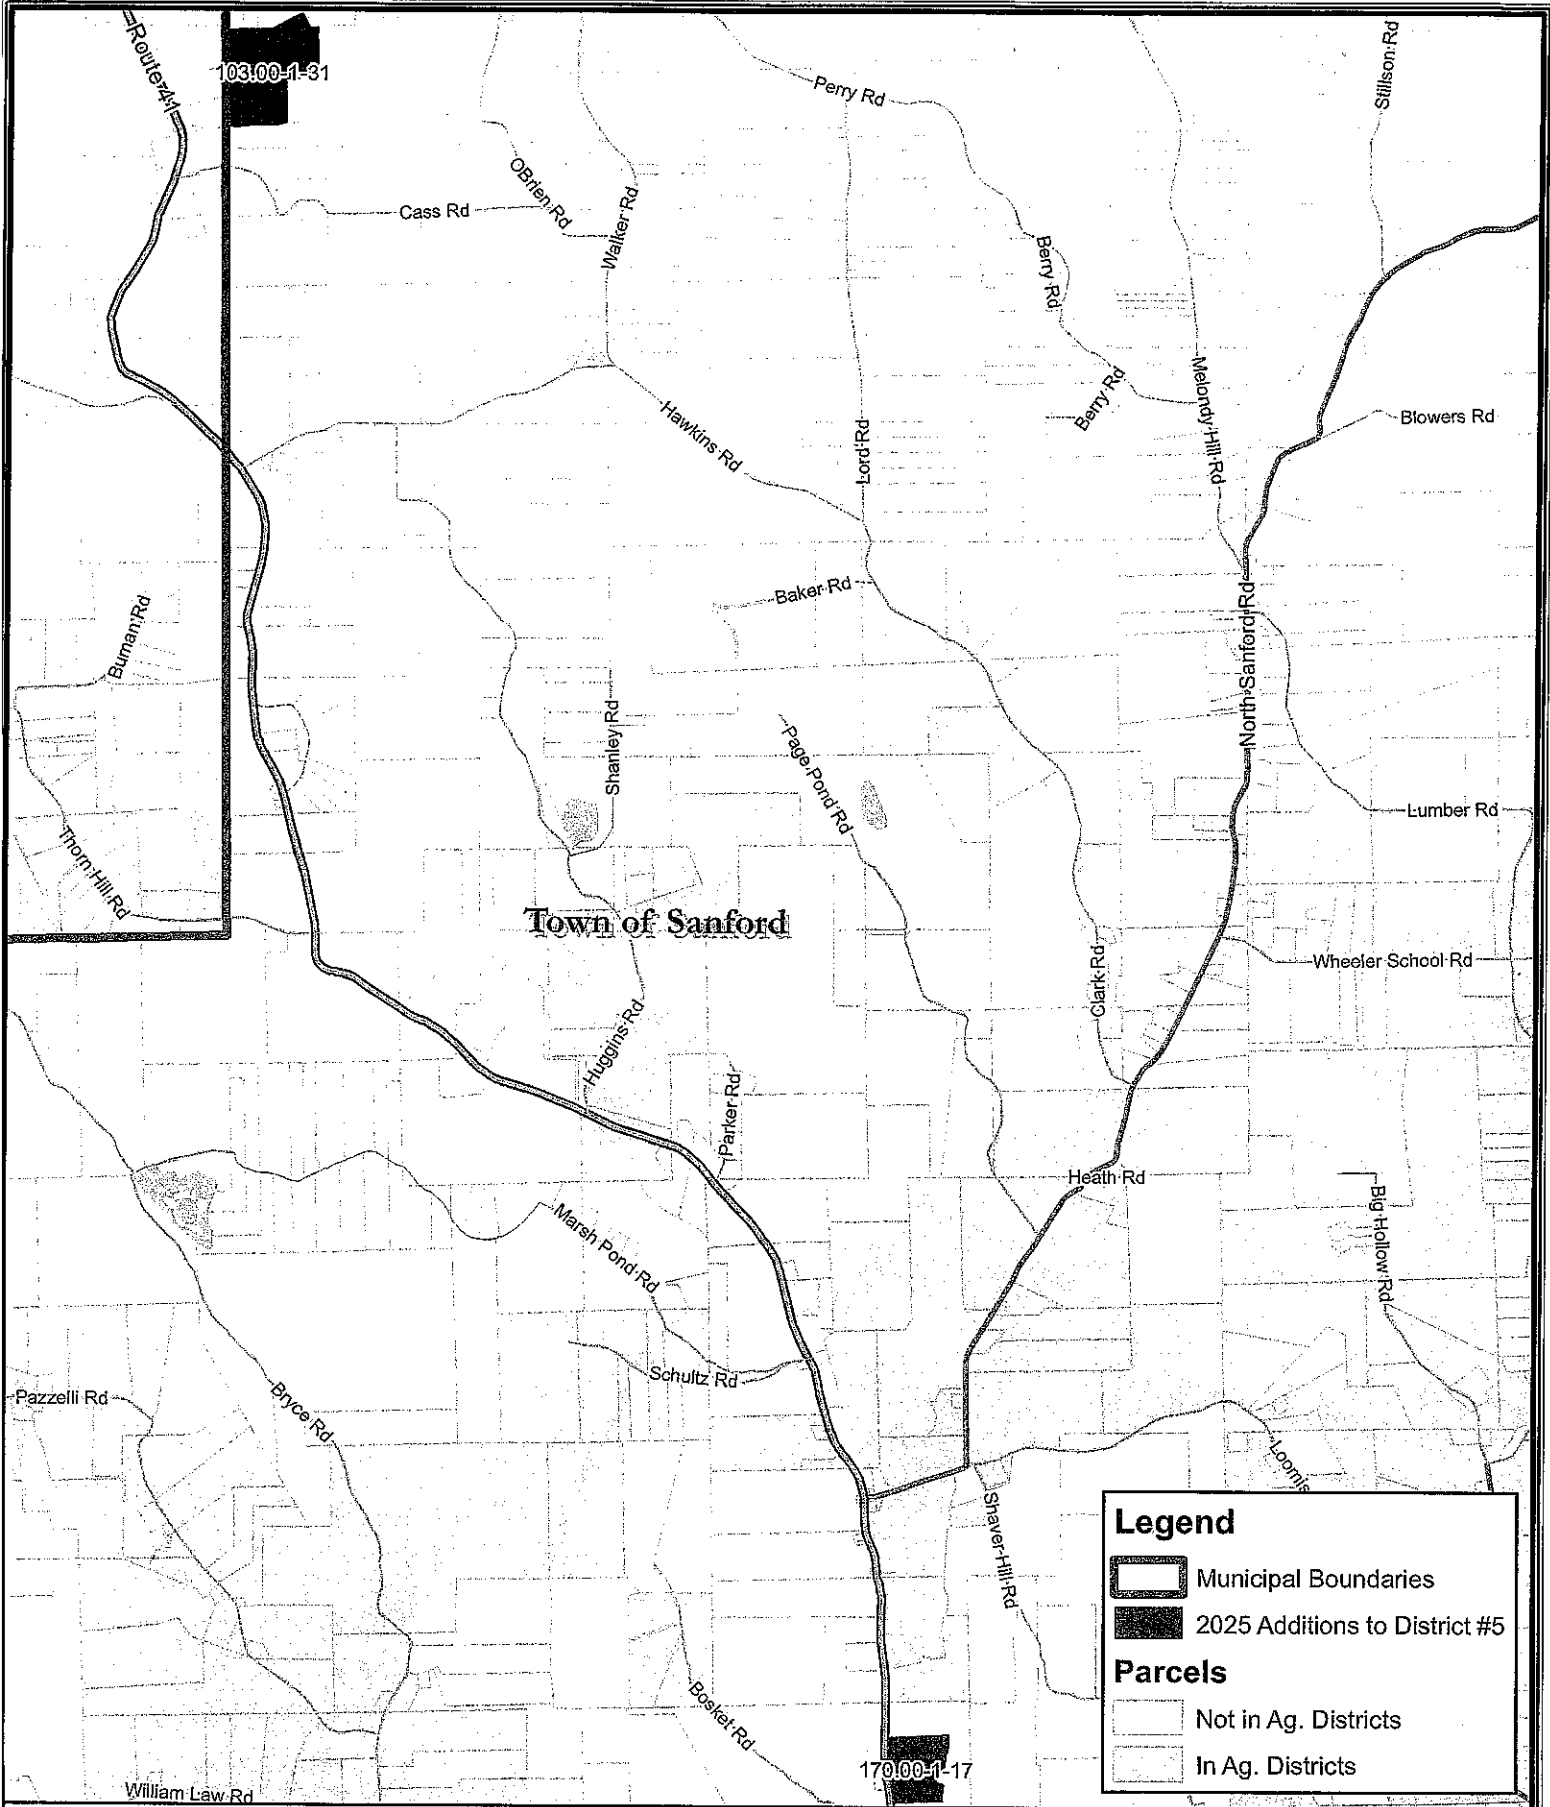 Route 41
103.00-1-31
Perry Rd
Stillson Rd
OBrien Rd
Cass Rd
Walker Rd
Berry Rd
Berry Rd
Melondy Hill Rd
Blowers Rd
Hawkins Rd
Lord Rd
Baker Rd
Buman Rd
North Sanford Rd
Shanley Rd
Page Pond Rd
Lumber Rd
Thorn Hill Rd
Town of Sanford
Clark Rd
Wheeler School Rd
Huggins Rd
Parker Rd
Heath Rd
Big Hollow Rd
Marsh Pond Rd
Schultz Rd
Pazzelli Rd
Bryce Rd
Loomis
Shaver Hill Rd
Bosket Rd
170.00-1-17
William Law Rd
Legend
Municipal Boundaries
2025 Additions to District #5
Parcels
Not in Ag. Districts
In Ag. Districts